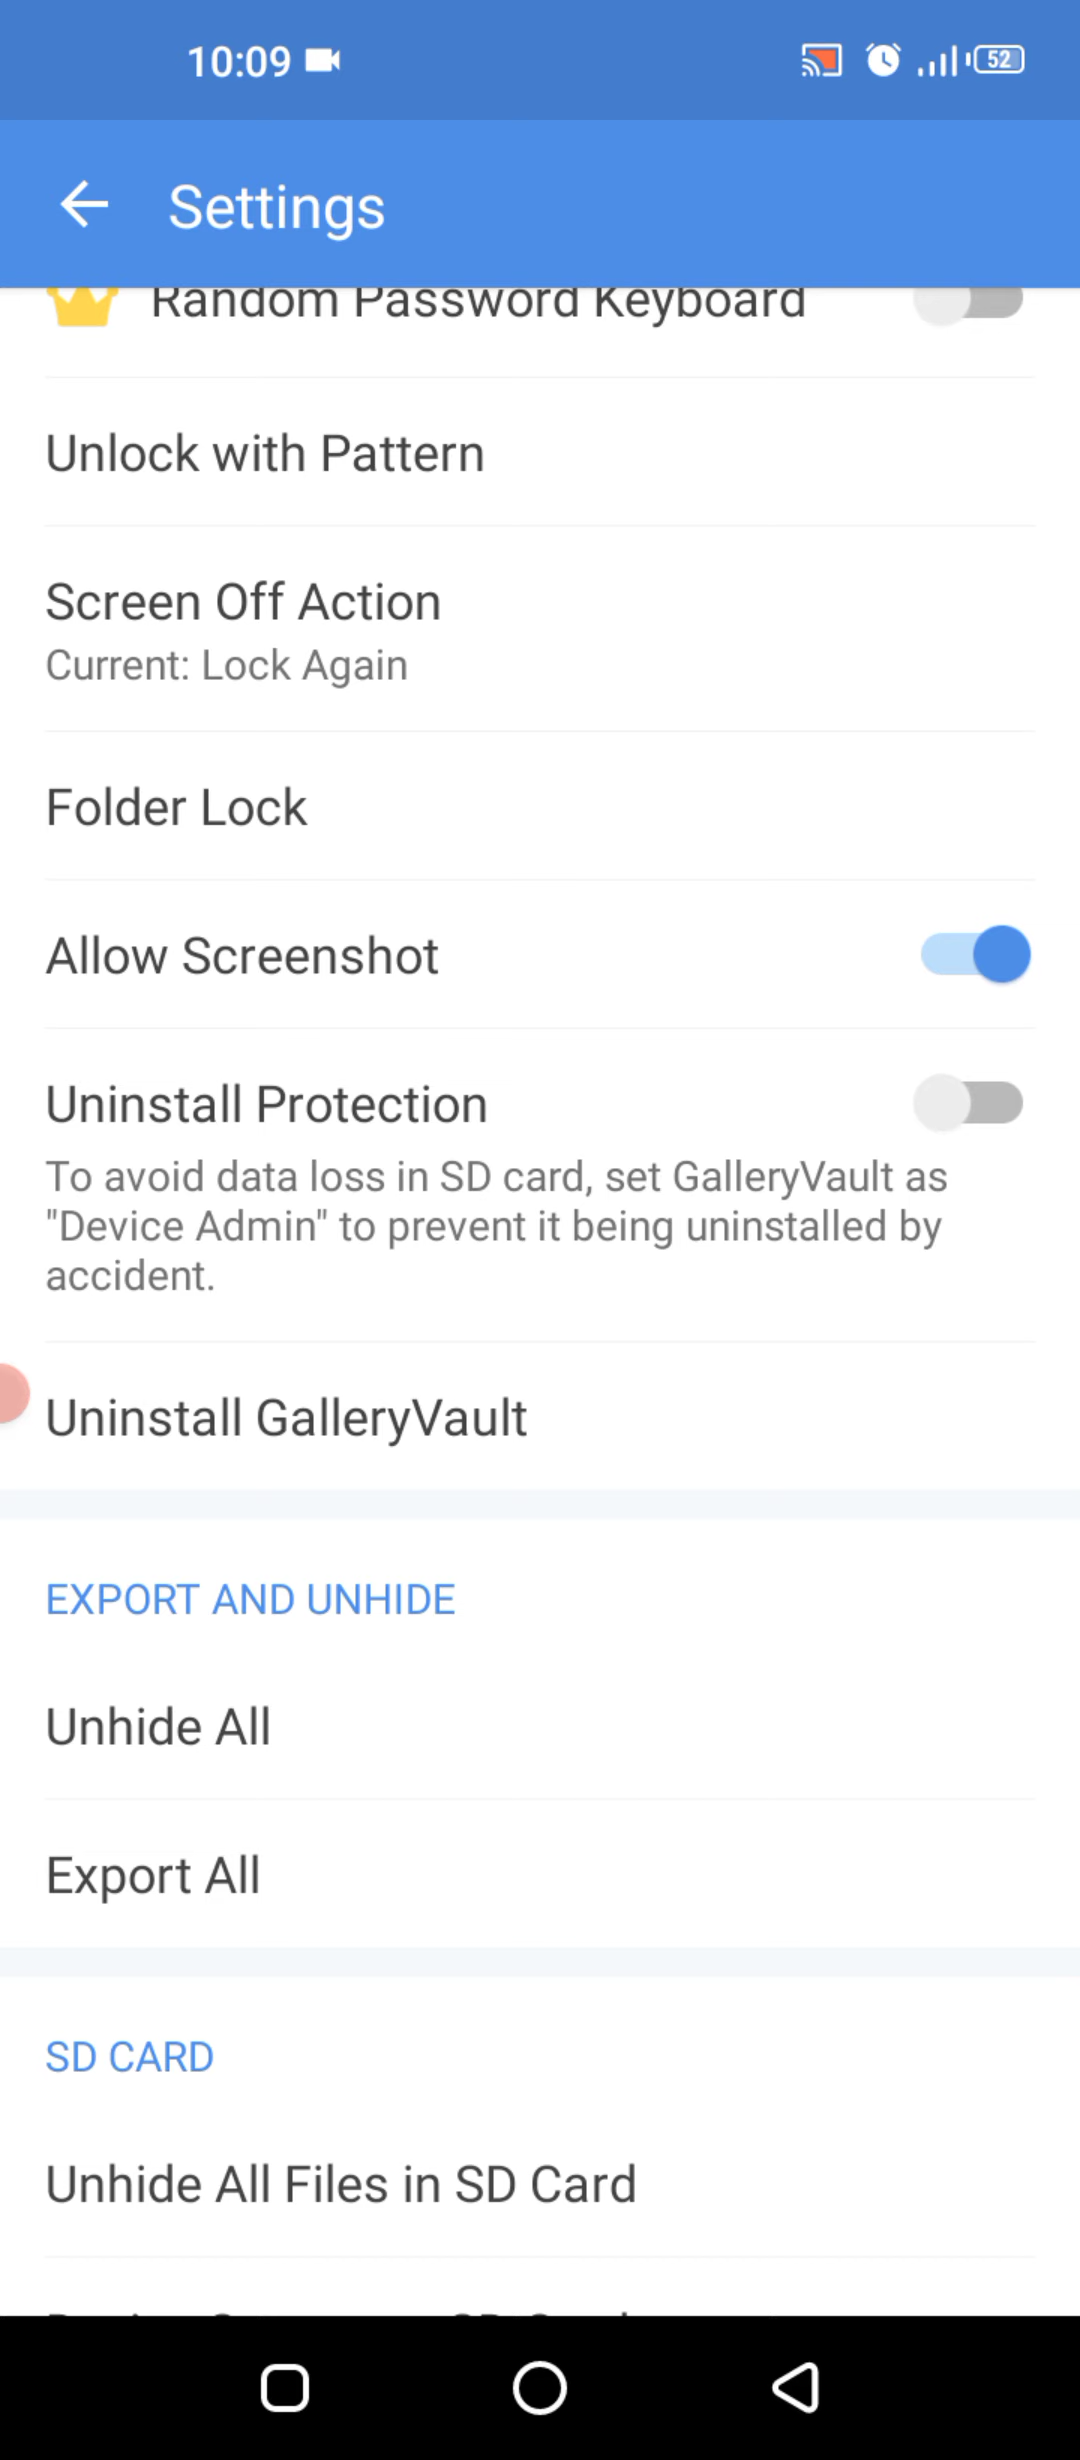 10:09
52
Settings
Random Password Keyboard
Unlock with Pattern
Screen Off Action
Current: Lock Again
Folder Lock
Allow Screenshot
Uninstall Protection
To avoid data loss in SD card, set GalleryVault as
"Device Admin" to prevent it being uninstalled by
accident.
Uninstall GalleryVault
EXPORT AND UNHIDE
Unhide All
Export All
SD CARD
Unhide All Files in SD Card